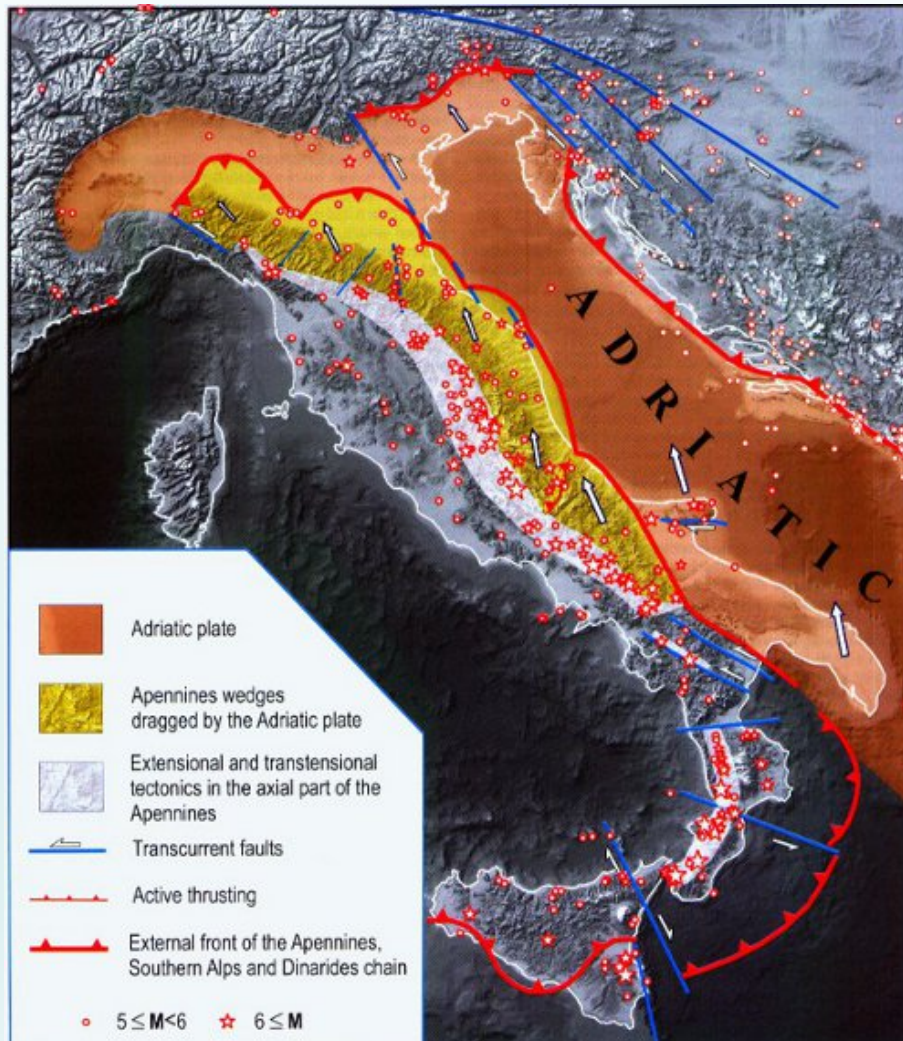 ADRIATIC
Adriatic plate
Apennines wedges
dragged by the Adriatic plate
Extensional and transtensional
tectonics in the axial part of the
Apennines
Transcurrent faults
Active thrusting
External front of the Apennines,
Southern Alps and Dinarides chain
5 ≤ M<6 6 ≤ M